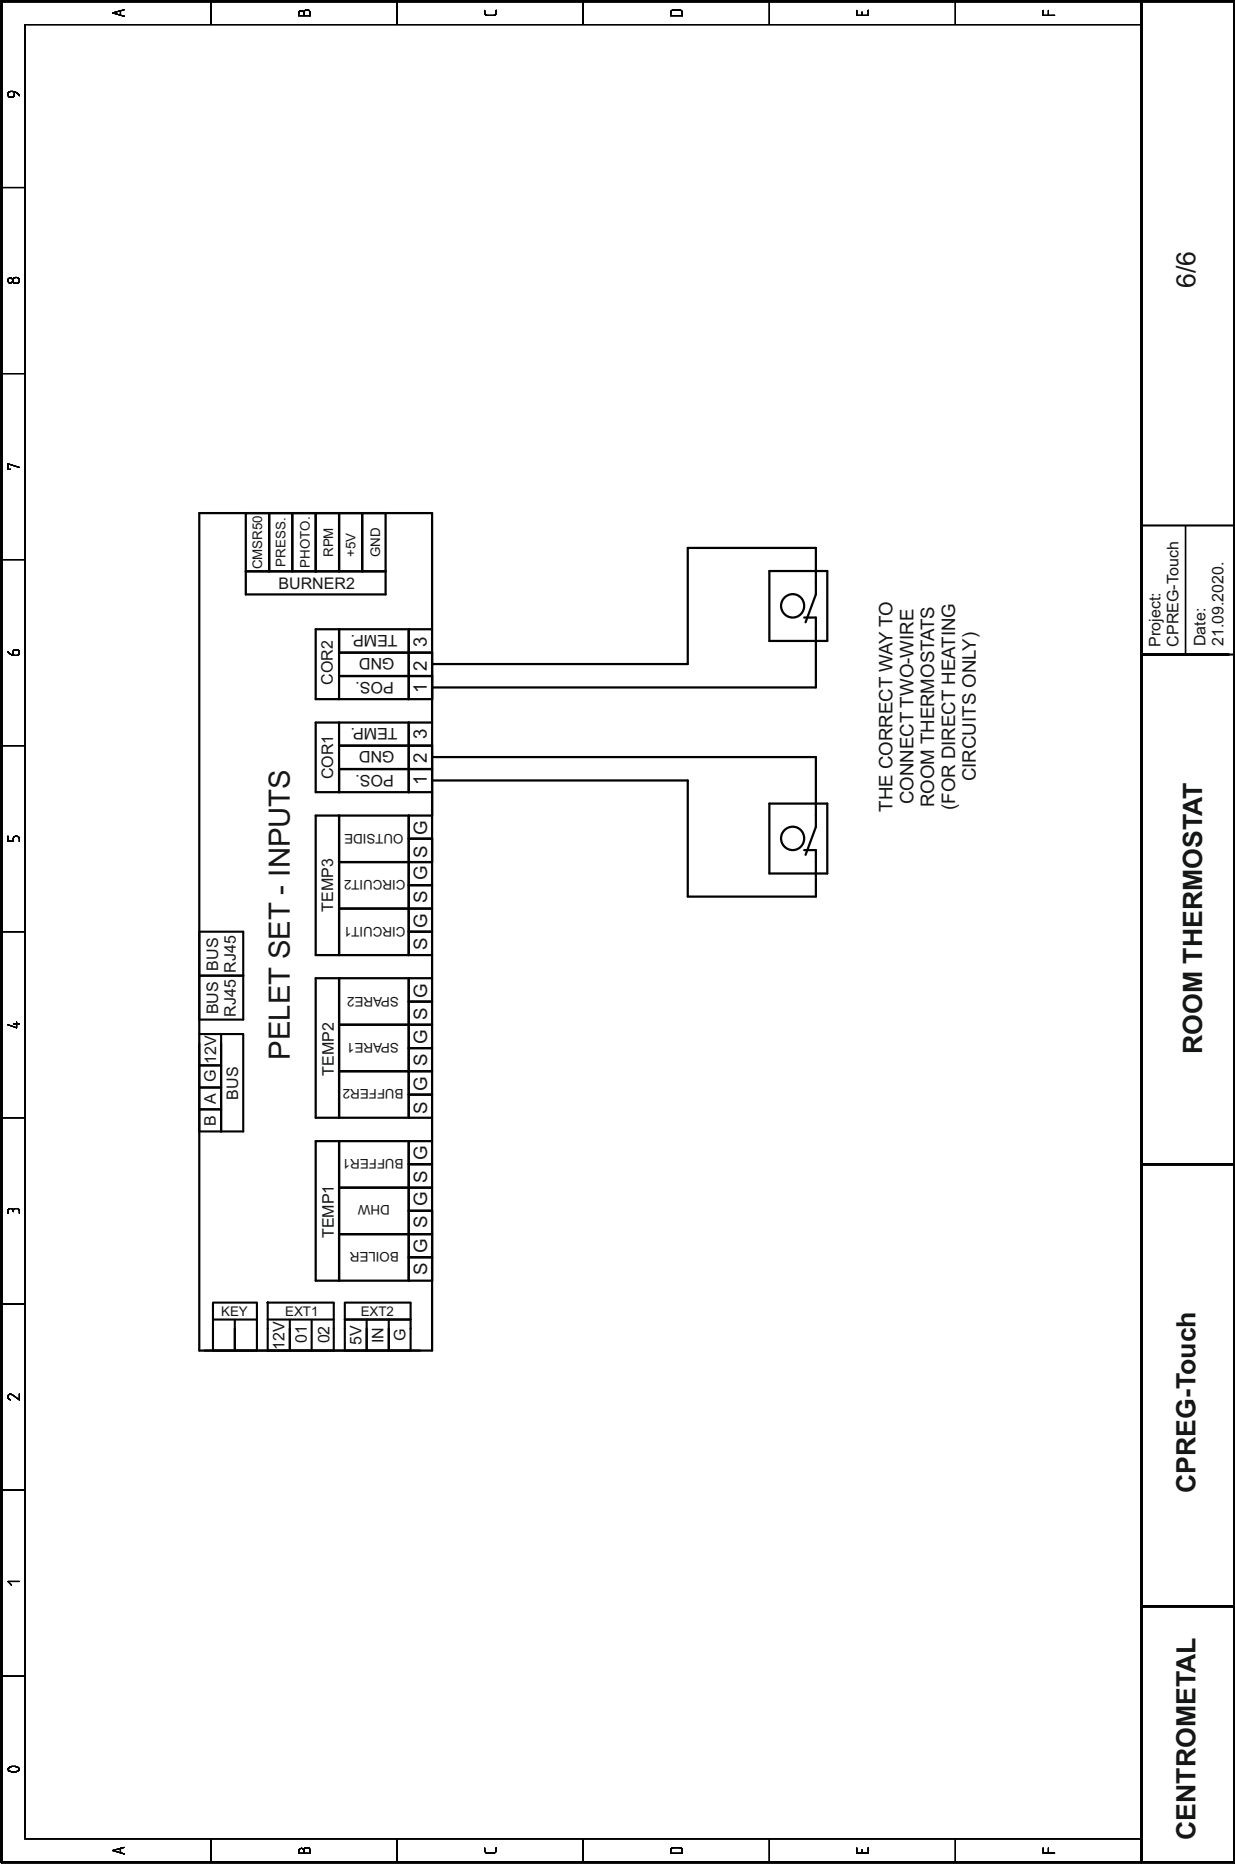 0 1 2 3 4 5 6 7 8 9
A
B
C
D
E
F
A
B
C
D
E
F
B A G 12V
BUS
BUS
RJ45
BUS
RJ45
PELET SET - INPUTS
KEY
EXT1
12V
01
02
EXT2
5V
IN
G
TEMP1
BOILER
DHW
BUFFER1
S G S G S G
TEMP2
BUFFER2
SPARE1
SPARE2
S G S G S G
TEMP3
CIRCUIT1
CIRCUIT2
OUTSIDE
S G S G S G
COR1
POS.
GND
TEMP.
1 2 3
COR2
POS.
GND
TEMP.
1 2 3
BURNER2
CMSR50
PRESS.
PHOTO.
RPM
+5V
GND
THE CORRECT WAY TO
CONNECT TWO-WIRE
ROOM THERMOSTATS
(FOR DIRECT HEATING
CIRCUITS ONLY)
CENTROMETAL
CPREG-Touch
ROOM THERMOSTAT
Project:
CPREG-Touch
Date:
21.09.2020.
6/6